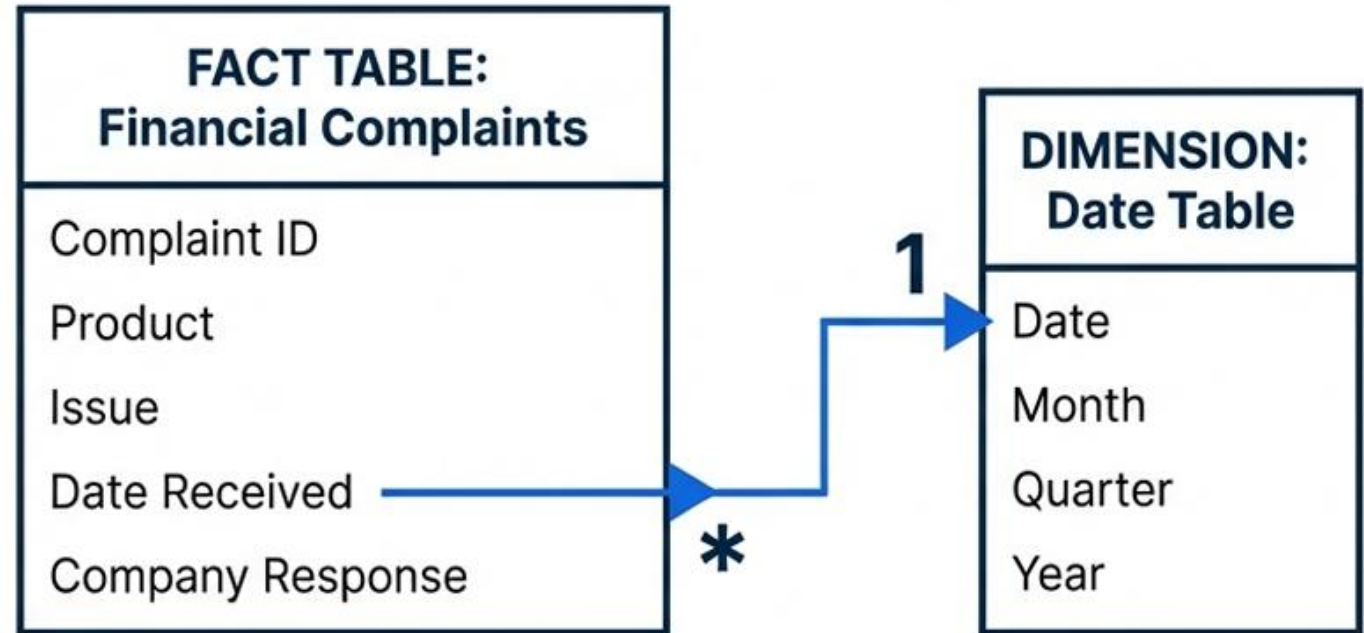 FACT TABLE:
Financial Complaints
Complaint ID
Product
Issue
Date Received
Company Response
*
1
DIMENSION:
Date Table
Date
Month
Quarter
Year